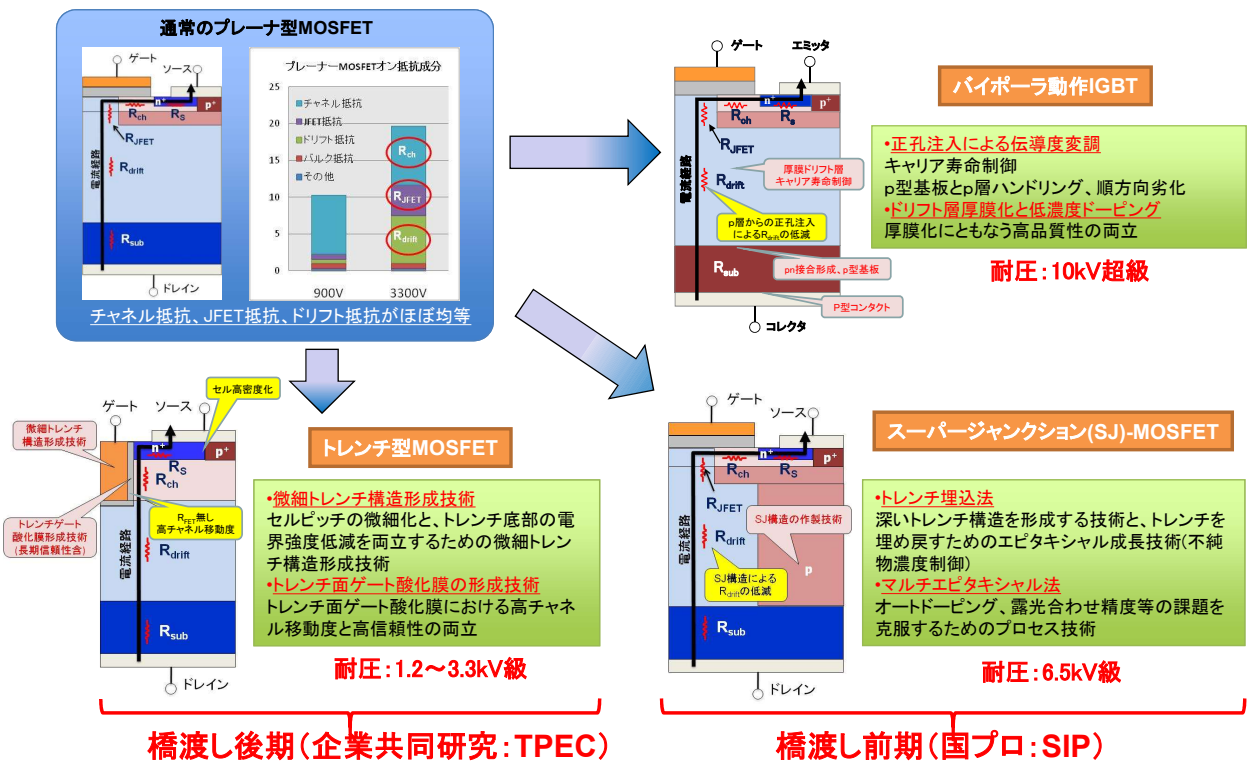 通常のプレーナ型MOSFET
ゲート
ソース
n⁺
p⁺
Rch
RS
RJFET
Rdrift
電流経路
Rsub
ドレイン
プレーナーMOSFETオン抵抗成分
25
20
15
10
5
0
チャネル抵抗
JFET抵抗
ドリフト抵抗
バルク抵抗
その他
Rch
RJFET
Rdrift
900V
3300V
チャネル抵抗、JFET抵抗、ドリフト抵抗がほぼ均等
ゲート
エミッタ
n⁺
p⁺
Rch
Rs
RJFET
Rdrift
電流経路
厚膜ドリフト層
キャリア寿命制御
p層からの正孔注入
によるRdriftの低減
Rsub
pn接合形成、p型基板
P型コンタクト
コレクタ
バイポーラ動作IGBT
•正孔注入による伝導度変調
キャリア寿命制御
p型基板とp層ハンドリング、順方向劣化
•ドリフト層厚膜化と低濃度ドーピング
厚膜化にともなう高品質性の両立
耐圧：10kV超級
セル高密度化
ゲート
ソース
微細トレンチ
構造形成技術
n⁺
p⁺
RS
Rch
トレンチゲート
酸化膜形成技術
(長期信頼性含)
RFET無し
高チャネル移動度
Rdrift
電流経路
Rsub
ドレイン
トレンチ型MOSFET
•微細トレンチ構造形成技術
セルピッチの微細化と、トレンチ底部の電
界強度低減を両立するための微細トレン
チ構造形成技術
•トレンチ面ゲート酸化膜の形成技術
トレンチ面ゲート酸化膜における高チャネ
ル移動度と高信頼性の両立
耐圧：1.2～3.3kV級
橋渡し後期（企業共同研究：TPEC）
ゲート
ソース
n⁺
p⁺
Rch
RS
RJFET
SJ構造の作製技術
Rdrift
電流経路
p
SJ構造による
Rdriftの低減
Rsub
ドレイン
スーパージャンクション(SJ)-MOSFET
•トレンチ埋込法
深いトレンチ構造を形成する技術と、トレンチを
埋め戻すためのエピタキシャル成長技術(不純
物濃度制御)
•マルチエピタキシャル法
オートドーピング、露光合わせ精度等の課題を
克服するためのプロセス技術
耐圧：6.5kV級
橋渡し前期（国プロ：SIP）